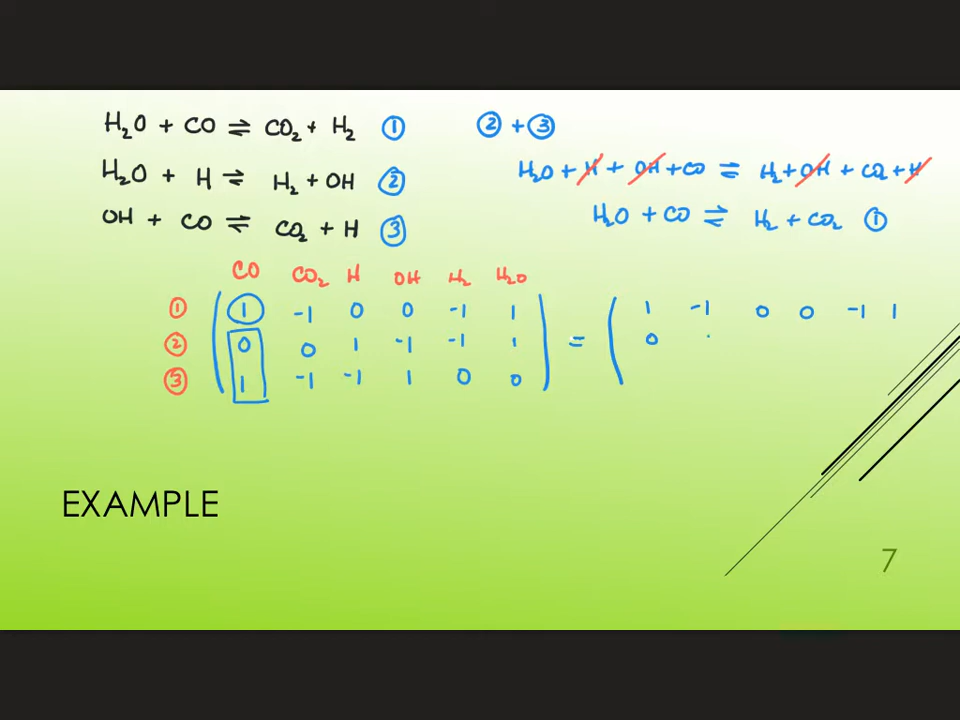 H₂O + CO ⇌ CO₂ + H₂ ①
② + ③
H₂O + H ⇌ H₂ + OH ②
H₂O + H + OH + CO ⇌ H₂ + OH + CO₂ + H
OH + CO ⇌ CO₂ + H ③
H₂O + CO ⇌ H₂ + CO₂ ①
CO CO₂ H OH H₂ H₂O
① ( 1 -1 0 0 -1 1 ) = ( 1 -1 0 0 -1 1
② 0 0 1 -1 -1 1 0
③ 1 -1 -1 1 0 0
EXAMPLE
7